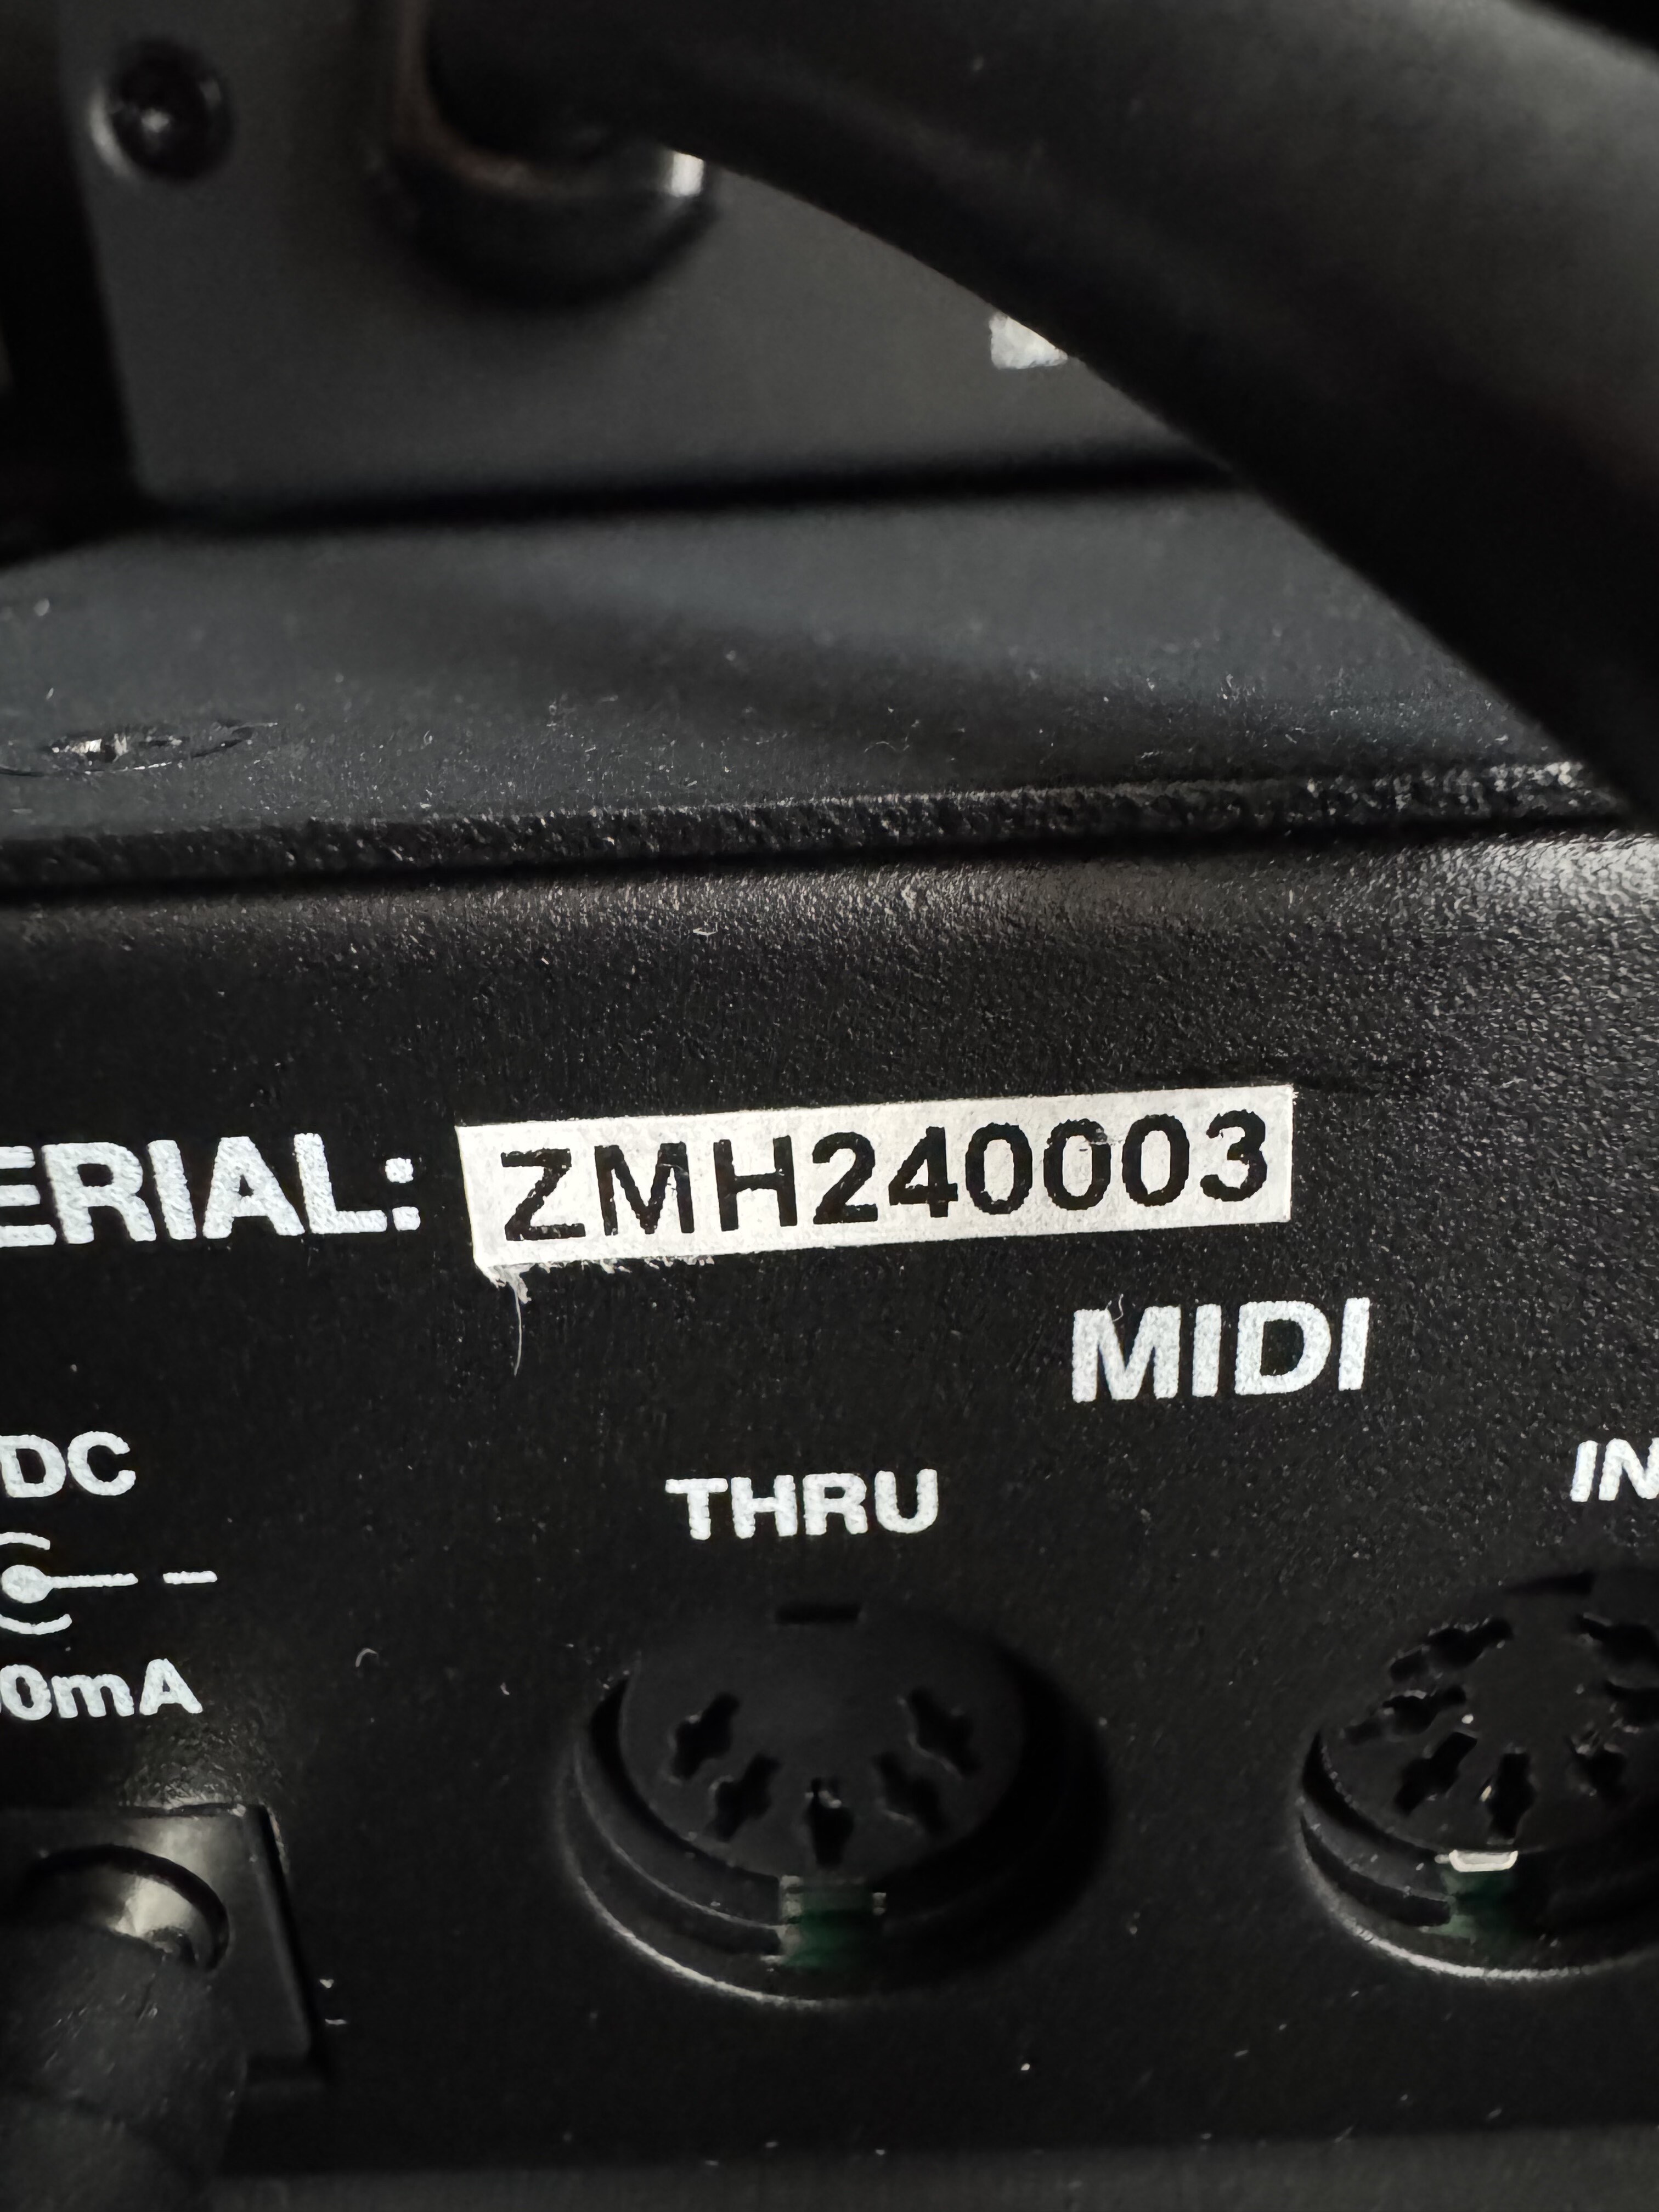 ERIAL: ZMH240003
MIDI
DC
THRU
IN
0mA